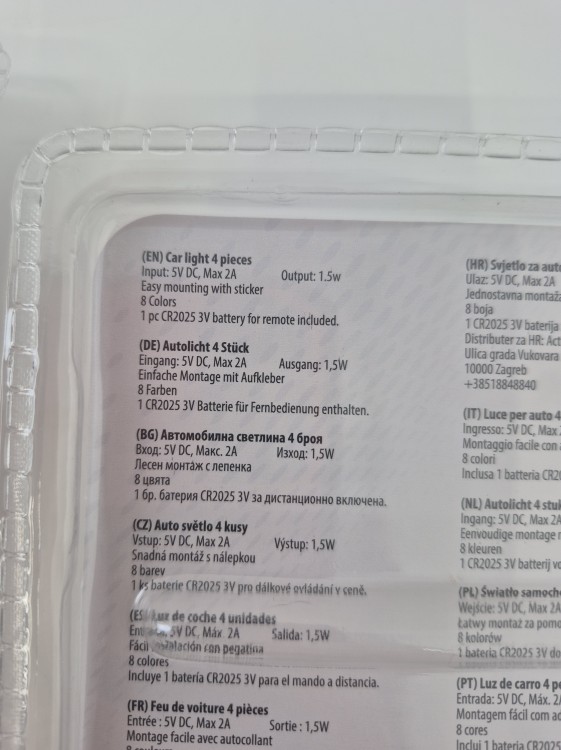 (EN) Car light 4 pieces
Input: 5V DC, Max 2A Output: 1.5w
Easy mounting with sticker
8 Colors
1 pc CR2025 3V battery for remote included.
(DE) Autolicht 4 Stück
Eingang: 5V DC, Max 2A Ausgang: 1,5W
Einfache Montage mit Aufkleber
8 Farben
1 CR2025 3V Batterie für Fernbedienung enthalten.
(BG) Автомобилна светлина 4 броя
Вход: 5V DC, Макс. 2A Изход: 1,5W
Лесен монтаж с лепенка
8 цвята
1 бр. батерия CR2025 3V за дистанционно включена.
(CZ) Auto světlo 4 kusy
Vstup: 5V DC, Max 2A Výstup: 1,5W
Snadná montáž s nálepkou
8 barev
1 ks baterie CR2025 3V pro dálkové ovládání v ceně.
(ES) Luz de coche 4 unidades
5V DC, Máx. 2A Salida: 1,5W
Fácil instalación con pegatina
8 colores
Incluye 1 batería CR2025 3V para el mando a distancia.
(FR) Feu de voiture 4 pièces
Entrée : 5V DC, Max 2A Sortie : 1,5W
Montage facile avec autocollant
(HR) Svjetlo za
Ulaz: 5V DC, Max 2A
Jednostavna
8 boja
1 CR2025 3V baterija
Distributer za HR:
Ulica grada Vukovara
10000 Zagreb
+38518848840
(IT) Luce per auto 4
Ingresso: 5V DC, Max
Montaggio facile con
8 colori
Inclusa 1 batteria
(NL) Autolicht 4
Ingang: 5V DC, Max 2A
Eenvoudige montage
8 kleuren
1 CR2025 3V batterij
(PL) Światło
Wejście: 5V DC, Max 2A
Łatwy montaż za
8 kolorów
1 bateria CR2025 3V
(PT) Luz de carro 4
Entrada: 5V DC, Máx.
Montagem fácil com
8 cores
Inclui 1 bateria CR2025